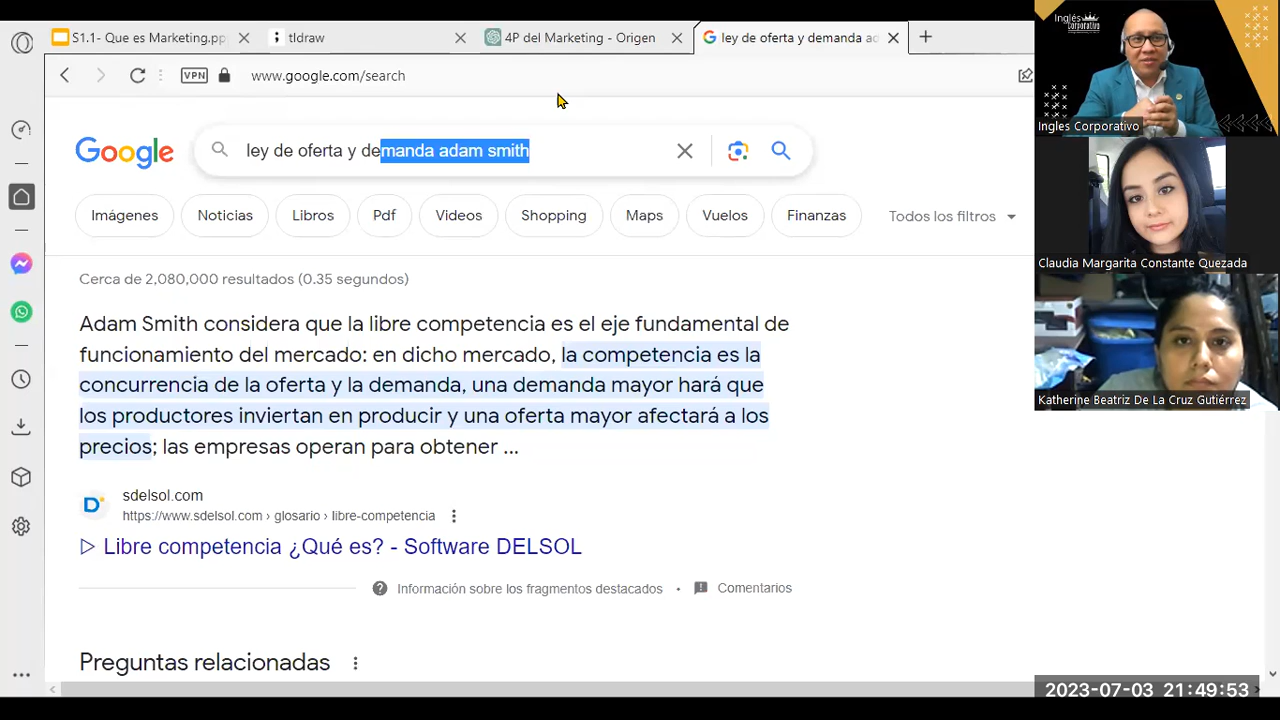 S1.1- Que es Marketing.pp
tldraw
4P del Marketing - Origen
ley de oferta y demanda ad
VPN
www.google.com/search
Google
ley de oferta y demanda adam smith
Imágenes
Noticias
Libros
Pdf
Videos
Shopping
Maps
Vuelos
Finanzas
Todos los filtros
Cerca de 2,080,000 resultados (0.35 segundos)
Adam Smith considera que la libre competencia es el eje fundamental de
funcionamiento del mercado: en dicho mercado, la competencia es la
concurrencia de la oferta y la demanda, una demanda mayor hará que
los productores inviertan en producir y una oferta mayor afectará a los
precios; las empresas operan para obtener ...
sdelsol.com
https://www.sdelsol.com › glosario › libre-competencia
▷ Libre competencia ¿Qué es? - Software DELSOL
Información sobre los fragmentos destacados
•
Comentarios
Preguntas relacionadas
Inglés
Corporativo
Ingles Corporativo
Claudia Margarita Constante Quezada
Katherine Beatriz De La Cruz Gutiérrez
2023-07-03 21:49:53